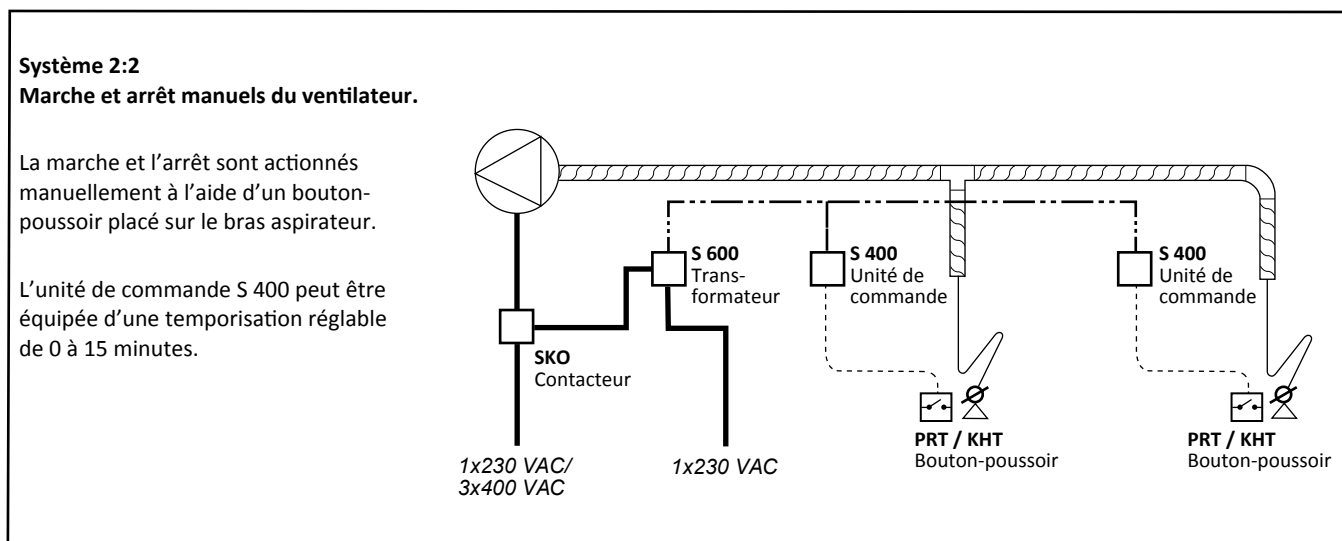 Système 2:2
Marche et arrêt manuels du ventilateur.
La marche et l’arrêt sont actionnés
manuellement à l’aide d’un bouton-
poussoir placé sur le bras aspirateur.
L’unité de commande S 400 peut être
équipée d’une temporisation réglable
de 0 à 15 minutes.
S 600
Trans-
formateur
S 400
Unité de
commande
S 400
Unité de
commande
SKO
Contacteur
PRT / KHT
Bouton-poussoir
PRT / KHT
Bouton-poussoir
1x230 VAC/
3x400 VAC
1x230 VAC